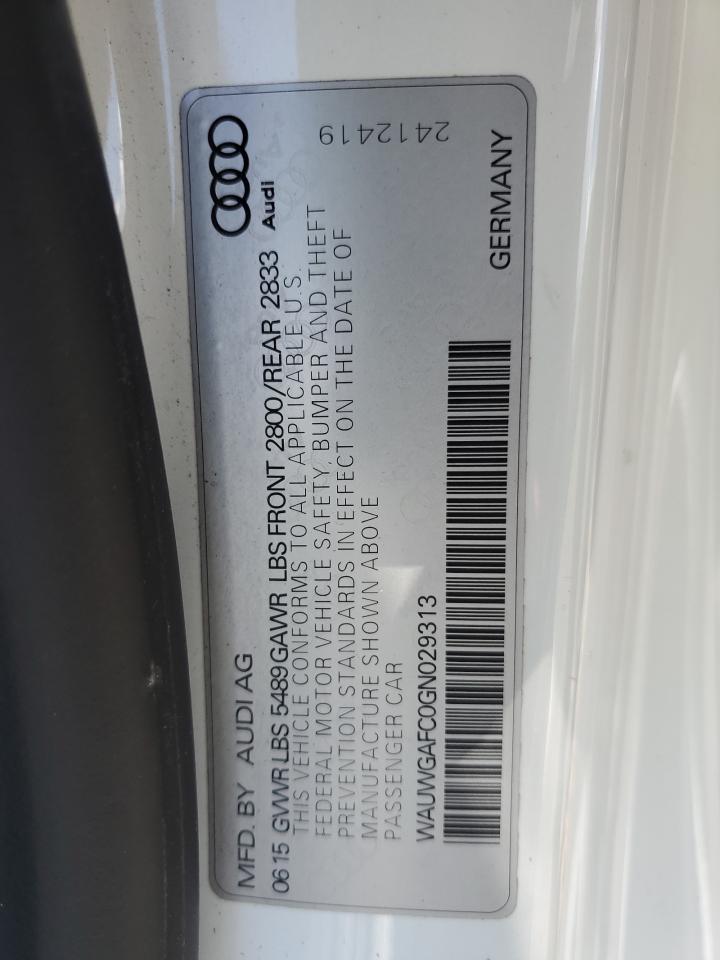 MFD. BY AUDI AG
Audi
06 15 GVWR LBS 5489 GAWR LBS FRONT 2800/REAR 2833
THIS VEHICLE CONFORMS TO ALL APPLICABLE U.S.
FEDERAL MOTOR VEHICLE SAFETY, BUMPER AND THEFT
PREVENTION STANDARDS IN EFFECT ON THE DATE OF
MANUFACTURE SHOWN ABOVE
PASSENGER CAR
2412419
WAUWGAFC0GN029313
GERMANY